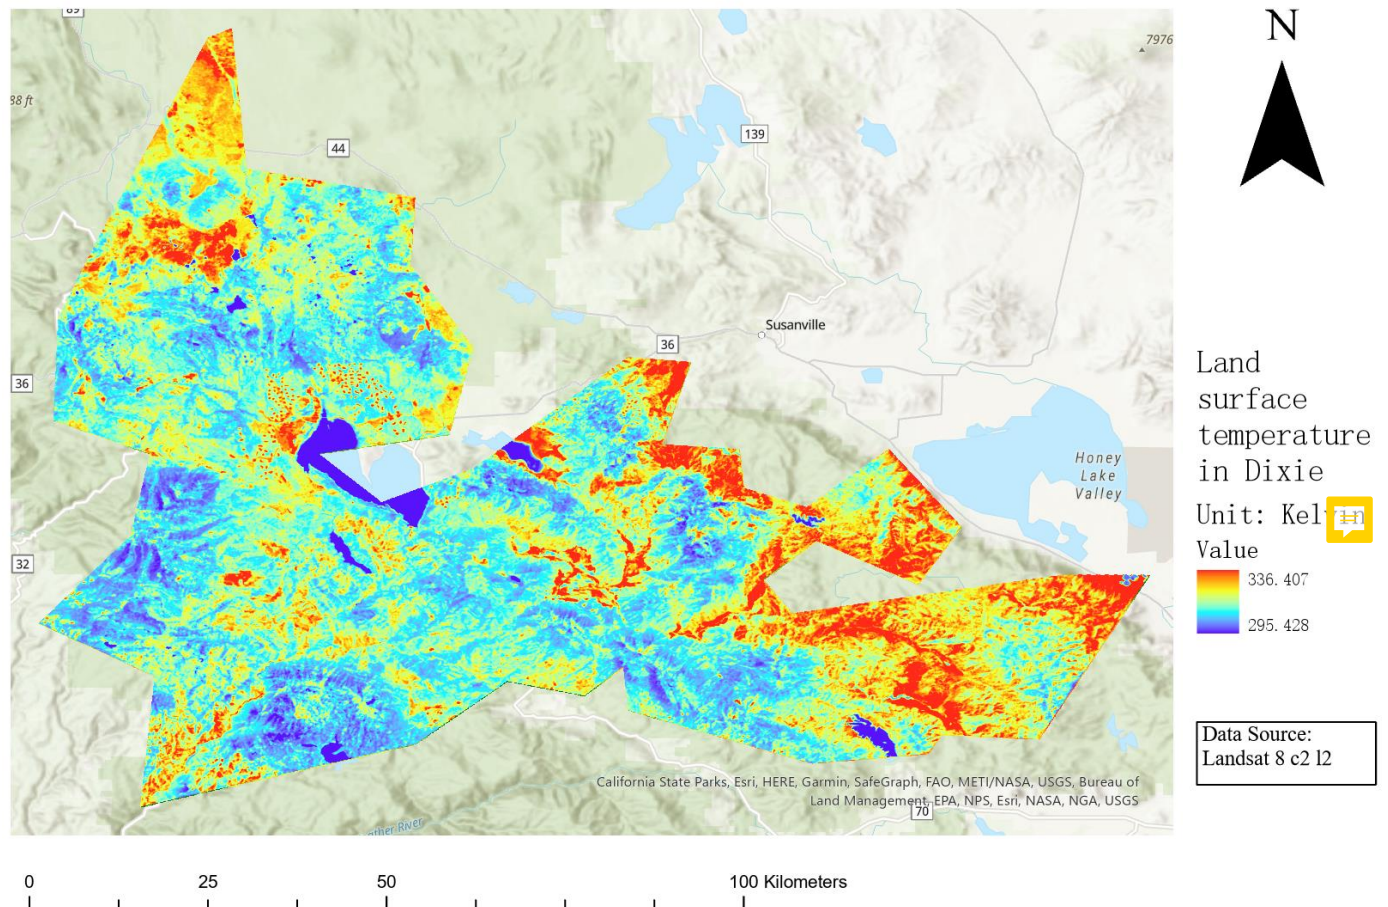 89
N
7976
88 ft
139
44
Susanville
36
36
Honey
Lake
Valley
32
Land
surface
temperature
in Dixie
Unit: Kelvin
Value
336.407
295.428
Data Source:
Landsat 8 c2 l2
California State Parks, Esri, HERE, Garmin, SafeGraph, FAO, METI/NASA, USGS, Bureau of
Land Management, EPA, NPS, Esri, NASA, NGA, USGS
70
ather River
0 25 50 100 Kilometers